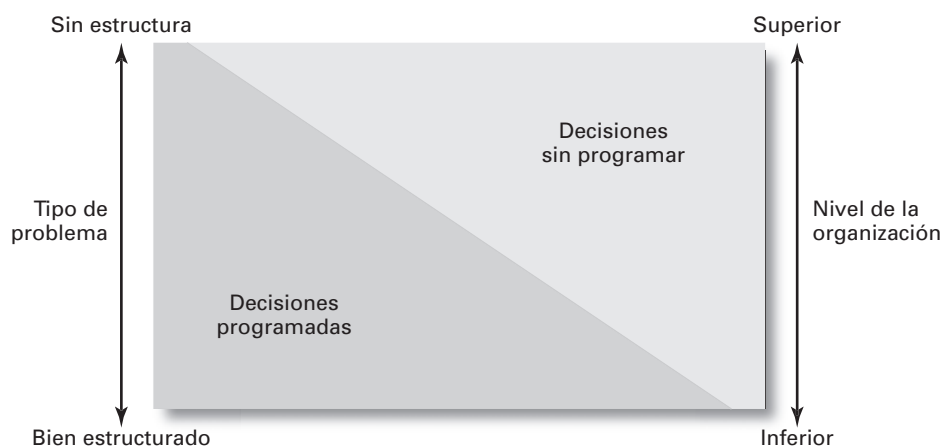 Sin estructura
Superior
Decisiones
sin programar
Tipo de
problema
Nivel de la
organización
Decisiones
programadas
Bien estructurado
Inferior